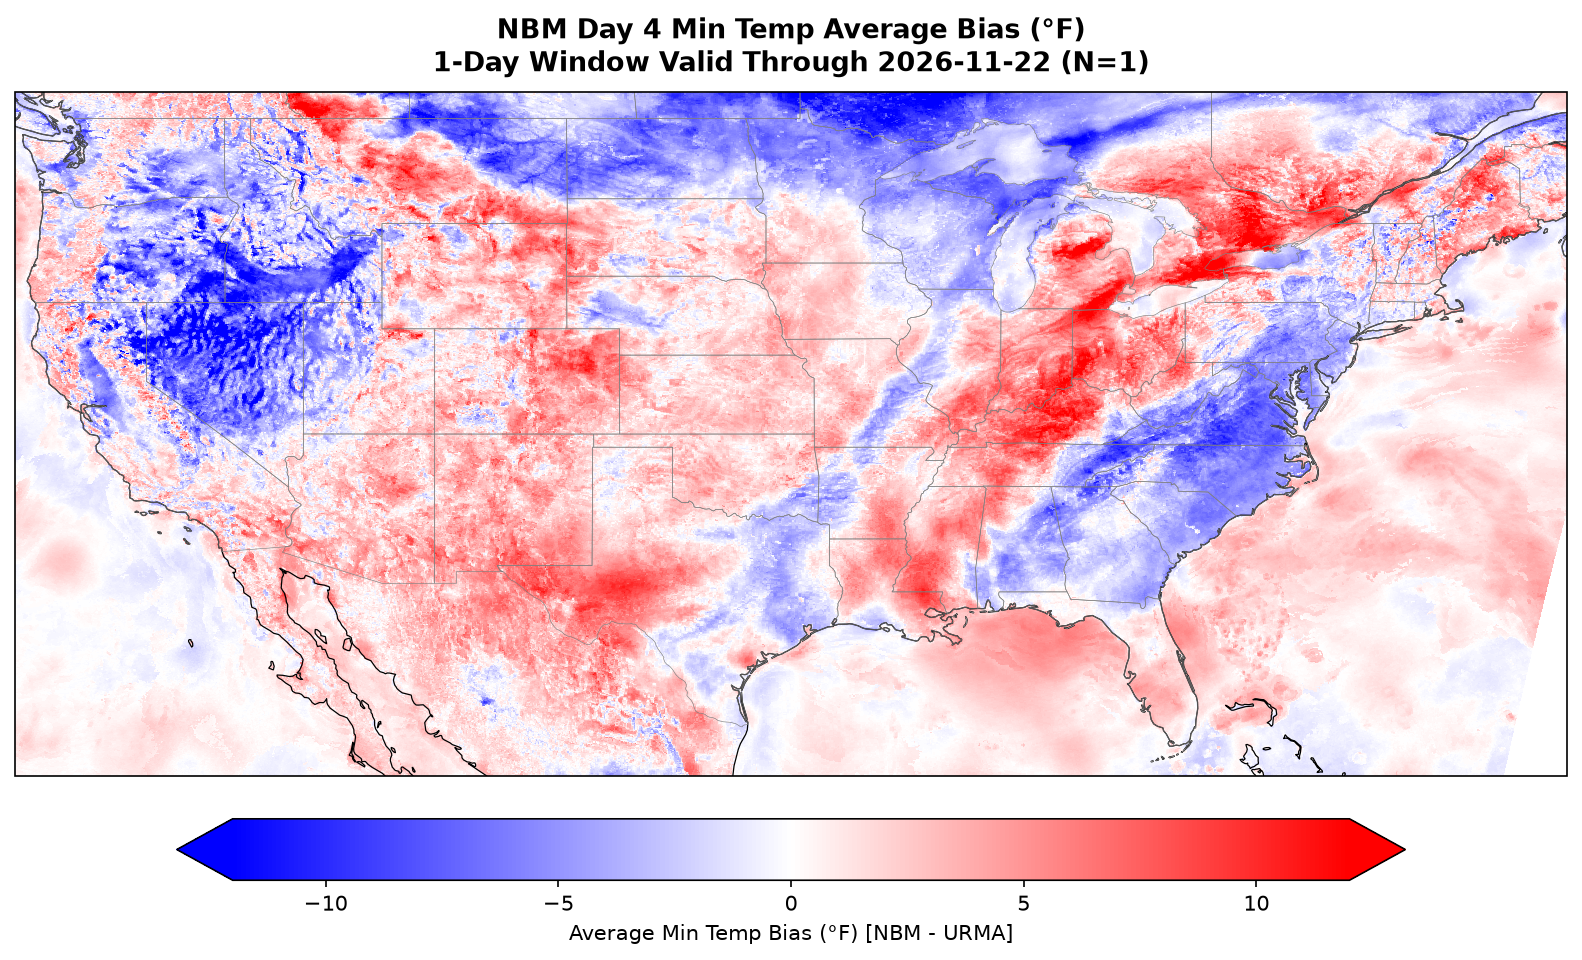 NBM Day 4 Min Temp Average Bias (°F)
1-Day Window Valid Through 2026-11-22 (N=1)
−10 −5 0 5 10
Average Min Temp Bias (°F) [NBM - URMA]